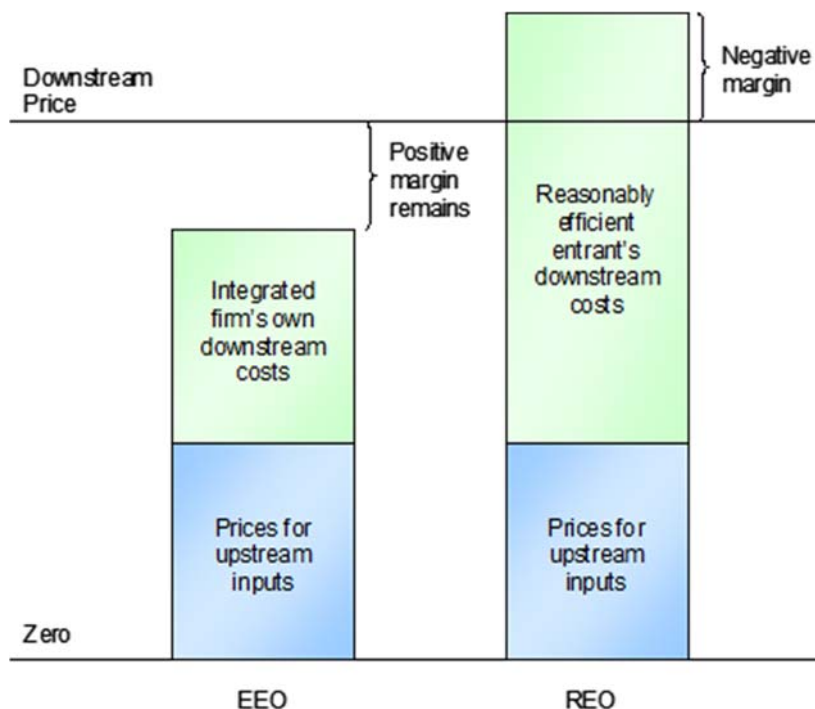 Downstream
Price
Negative
margin
Positive
margin
remains
Reasonably
efficient
entrant's
downstream
costs
Integrated
firm's own
downstream
costs
Prices for
upstream
inputs
Prices for
upstream
inputs
Zero
EEO
REO